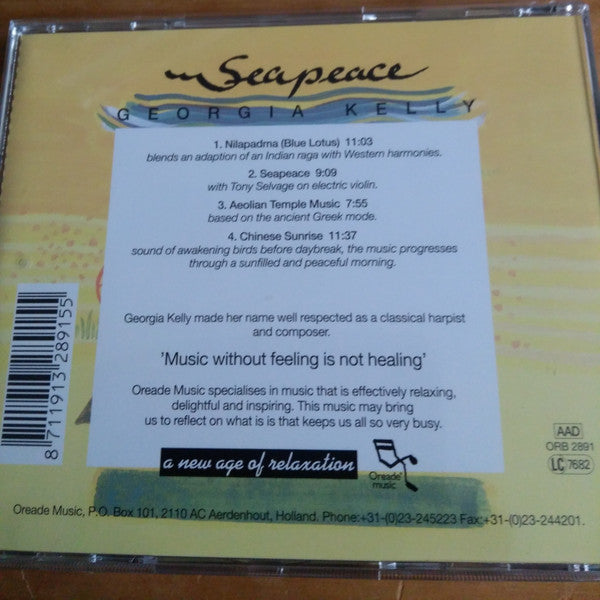 Seapeace
GEORGIA KELLY
1. Nilapadma (Blue Lotus) 11:03
blends an adaption of an Indian raga with Western harmonies.
2. Seapeace 9:09
with Tony Selvage on electric violin.
3. Aeolian Temple Music 7:55
based on the ancient Greek mode.
4. Chinese Sunrise 11:37
sound of awakening birds before daybreak, the music progresses
through a sunfilled and peaceful morning.
Georgia Kelly made her name well respected as a classical harpist
and composer.
'Music without feeling is not healing'
Oreade Music specialises in music that is effectively relaxing,
delightful and inspiring. This music may bring
us to reflect on what is is that keeps us all so very busy.
a new age of relaxation
Oreade
music
AAD
ORB 2891
LC 7682
8 711913 289155
Oreade Music, P.O. Box 101, 2110 AC Aerdenhout, Holland. Phone:+31-(0)23-245223 Fax:+31-(0)23-244201.